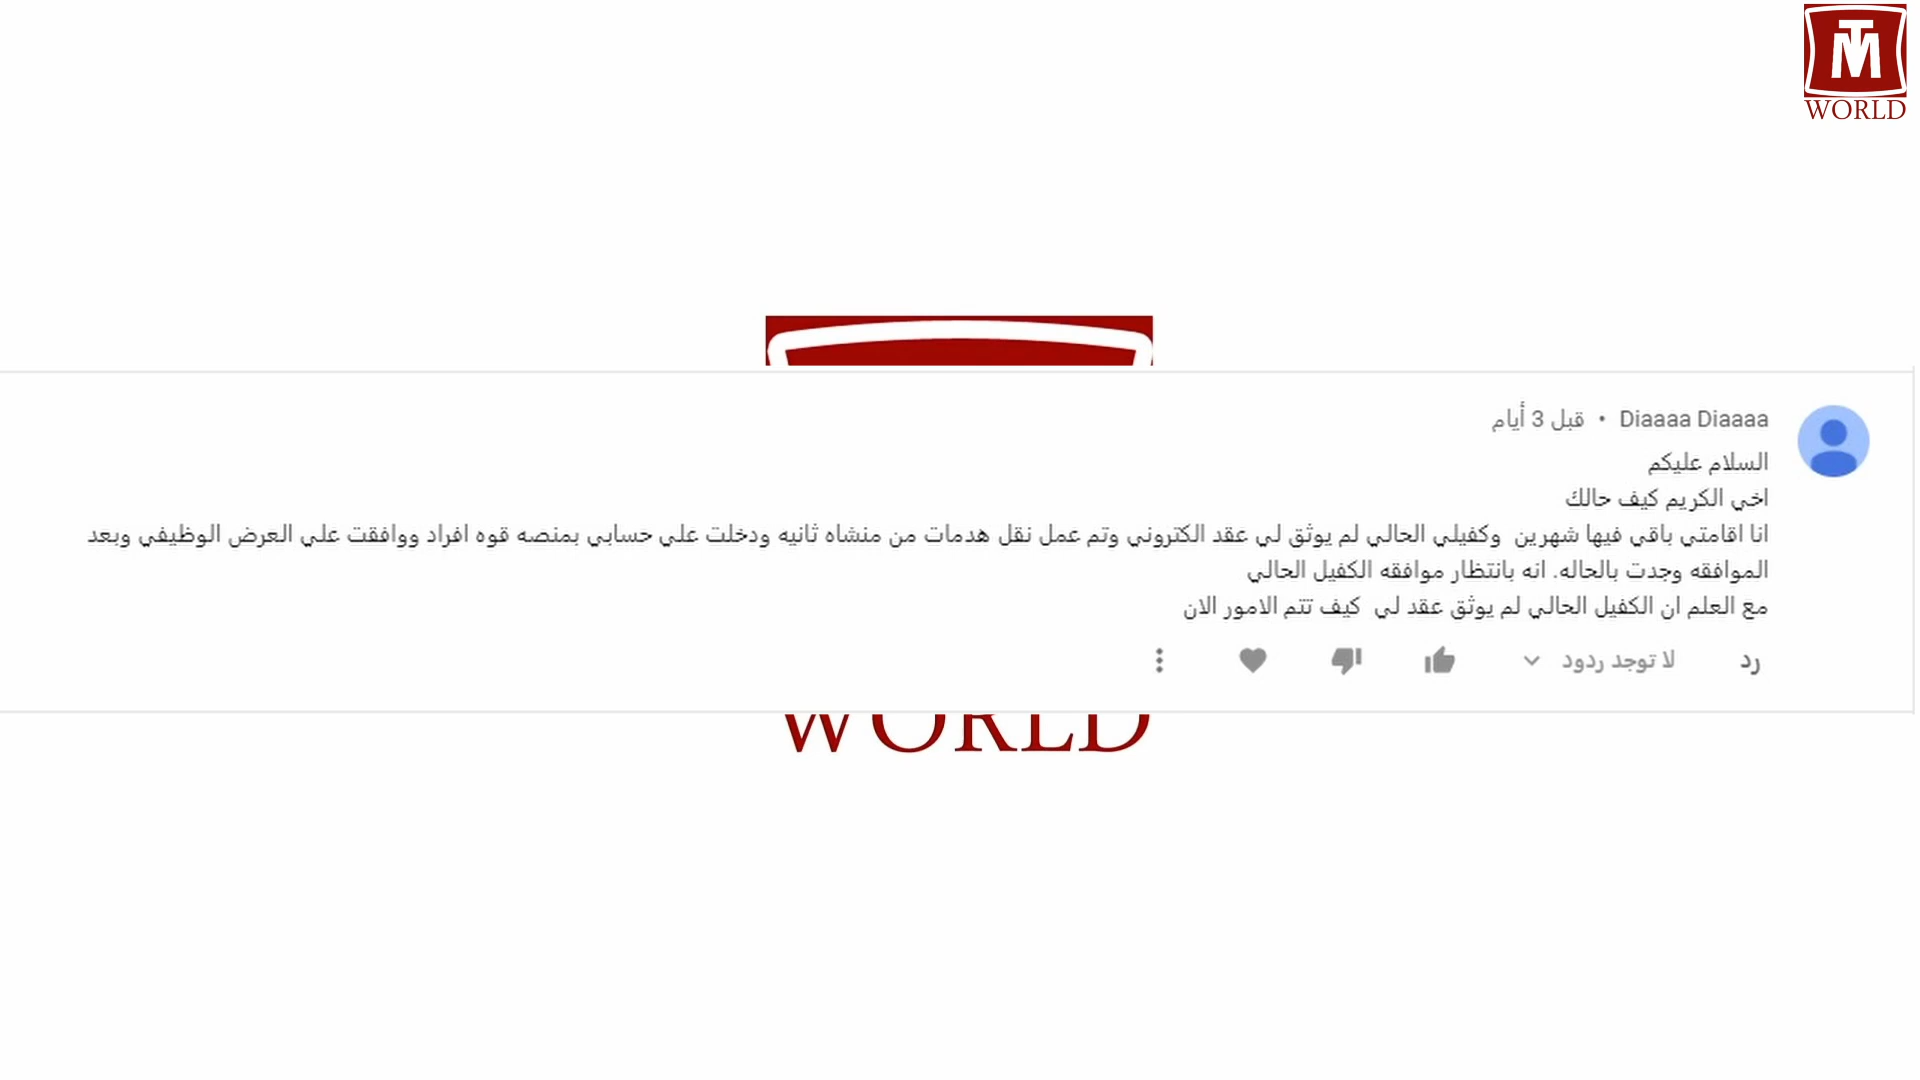 TM
WORLD
Diaaaa Diaaaa • قبل 3 أيام
السلام عليكم
اخي الكريم كيف حالك
انا اقامتي باقي فيها شهرين وكفيلي الحالي لم يوثق لي عقد الكتروني وتم عمل نقل هدمات من منشاه ثانيه ودخلت علي حسابي بمنصه قوه افراد ووافقت علي العرض الوظيفي وبعد
الموافقه وجدت بالحاله. انه بانتظار موافقه الكفيل الحالي
مع العلم ان الكفيل الحالي لم يوثق عقد لي كيف تتم الامور الان
رد لا توجد ردود
WORLD